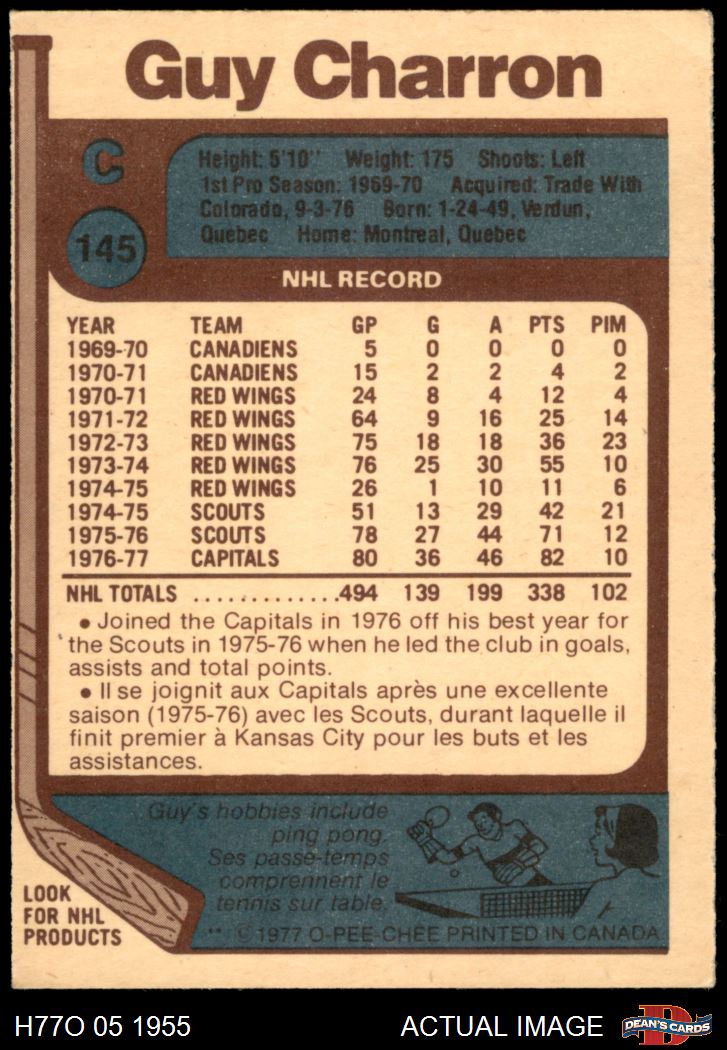 Guy Charron
C
Height: 5'10" Weight: 175 Shoots: Left
1st Pro Season: 1969-70 Acquired: Trade With
Colorado, 9-3-76 Born: 1-24-49, Verdun,
Quebec Home: Montreal, Quebec
145
NHL RECORD
YEAR TEAM GP G A PTS PIM
1969-70 CANADIENS 5 0 0 0 0
1970-71 CANADIENS 15 2 2 4 2
1970-71 RED WINGS 24 8 4 12 4
1971-72 RED WINGS 64 9 16 25 14
1972-73 RED WINGS 75 18 18 36 23
1973-74 RED WINGS 76 25 30 55 10
1974-75 RED WINGS 26 1 10 11 6
1974-75 SCOUTS 51 13 29 42 21
1975-76 SCOUTS 78 27 44 71 12
1976-77 CAPITALS 80 36 46 82 10
NHL TOTALS .............494 139 199 338 102
• Joined the Capitals in 1976 off his best year for
the Scouts in 1975-76 when he led the club in goals,
assists and total points.
• Il se joignit aux Capitals après une excellente
saison (1975-76) avec les Scouts, durant laquelle il
finit premier à Kansas City pour les buts et les
assistances.
Guy's hobbies include
ping pong.
Ses passe-temps
comprennent le
tennis sur table.
LOOK
FOR NHL
PRODUCTS
** © 1977 O-PEE-CHEE PRINTED IN CANADA
H77O 05 1955 ACTUAL IMAGE
D
DEAN'S CARDS